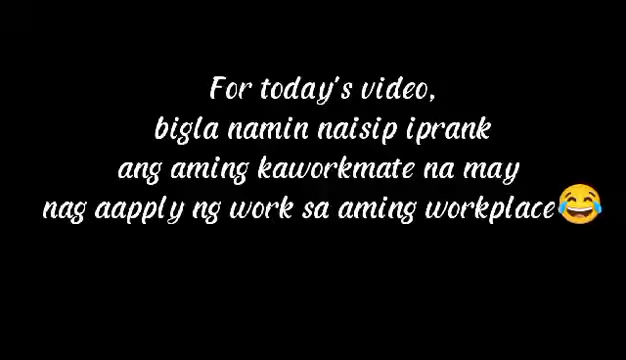 For today's video,
bigla namin naisip iprank
ang aming kaworkmate na may
nag aapply ng work sa aming workplace😂